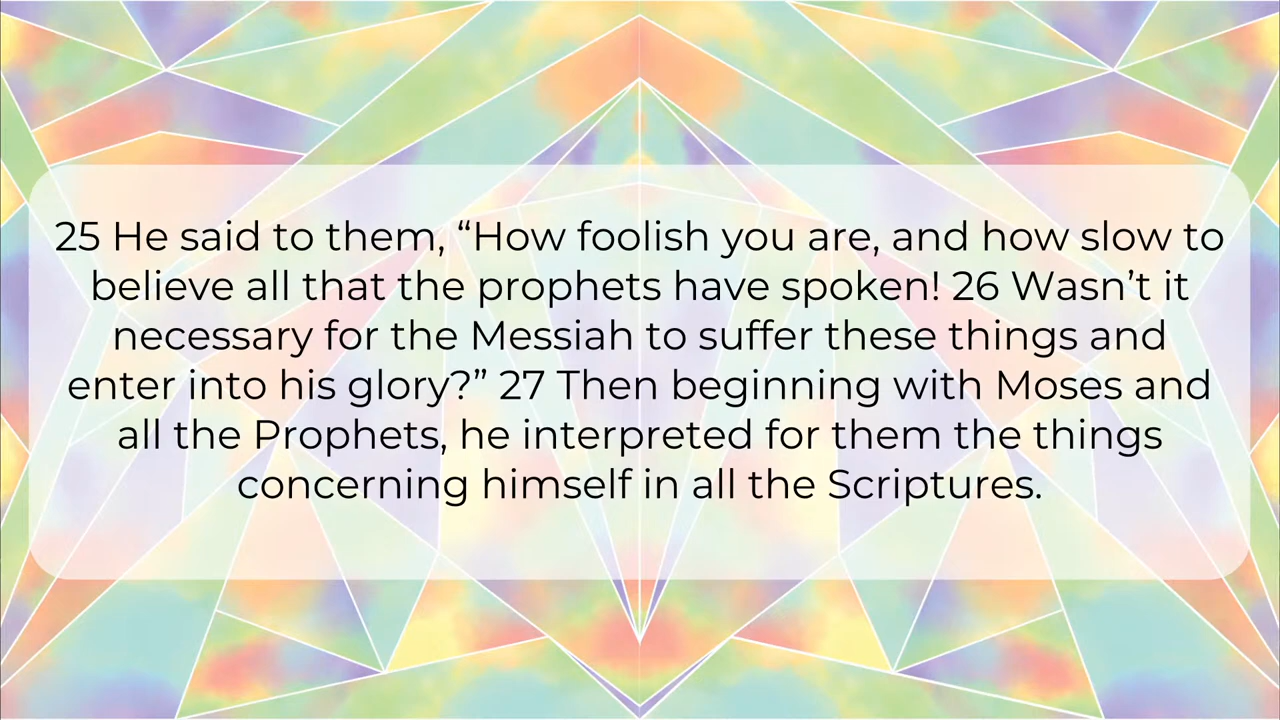 25 He said to them, “How foolish you are, and how slow to
believe all that the prophets have spoken! 26 Wasn’t it
necessary for the Messiah to suffer these things and
enter into his glory?” 27 Then beginning with Moses and
all the Prophets, he interpreted for them the things
concerning himself in all the Scriptures.